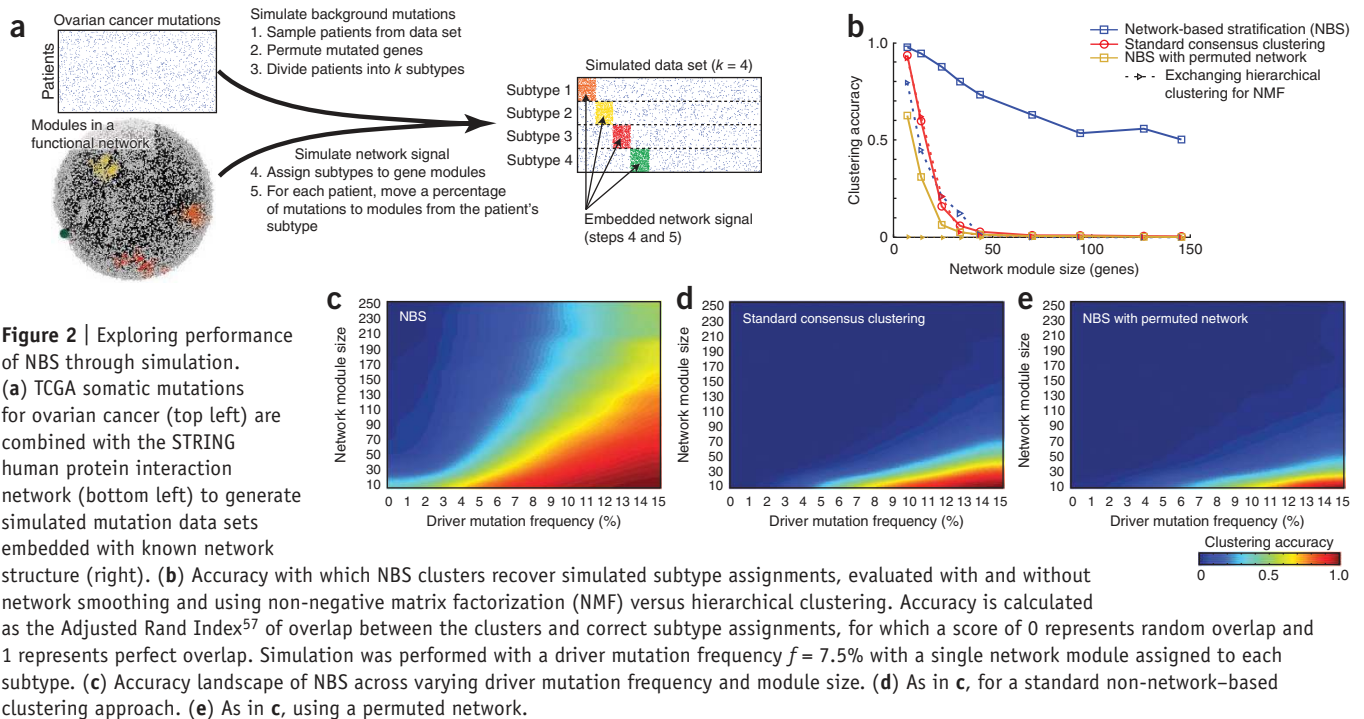 a
Ovarian cancer mutations
Patients
Modules in a
functional network
Simulate background mutations
1. Sample patients from data set
2. Permute mutated genes
3. Divide patients into k subtypes
Simulate network signal
4. Assign subtypes to gene modules
5. For each patient, move a percentage
of mutations to modules from the patient's
subtype
Simulated data set (k = 4)
Subtype 1
Subtype 2
Subtype 3
Subtype 4
Embedded network signal
(steps 4 and 5)
b
Network-based stratification (NBS)
Standard consensus clustering
NBS with permuted network
Exchanging hierarchical
clustering for NMF
Clustering accuracy
1.0
0.5
0
0 50 100 150
Network module size (genes)
c
NBS
Network module size
250
230
210
190
170
150
130
110
90
70
50
30
10
0 1 2 3 4 5 6 7 8 9 10 11 12 13 14 15
Driver mutation frequency (%)
d
Standard consensus clustering
Network module size
250
230
210
190
170
150
130
110
90
70
50
30
10
0 1 2 3 4 5 6 7 8 9 10 11 12 13 14 15
Driver mutation frequency (%)
e
NBS with permuted network
Network module size
250
230
210
190
170
150
130
110
90
70
50
30
10
0 1 2 3 4 5 6 7 8 9 10 11 12 13 14 15
Driver mutation frequency (%)
Clustering accuracy
0 0.5 1.0
Figure 2 | Exploring performance
of NBS through simulation.
(a) TCGA somatic mutations
for ovarian cancer (top left) are
combined with the STRING
human protein interaction
network (bottom left) to generate
simulated mutation data sets
embedded with known network
structure (right). (b) Accuracy with which NBS clusters recover simulated subtype assignments, evaluated with and without
network smoothing and using non-negative matrix factorization (NMF) versus hierarchical clustering. Accuracy is calculated
as the Adjusted Rand Index57 of overlap between the clusters and correct subtype assignments, for which a score of 0 represents random overlap and
1 represents perfect overlap. Simulation was performed with a driver mutation frequency f = 7.5% with a single network module assigned to each
subtype. (c) Accuracy landscape of NBS across varying driver mutation frequency and module size. (d) As in c, for a standard non-network–based
clustering approach. (e) As in c, using a permuted network.